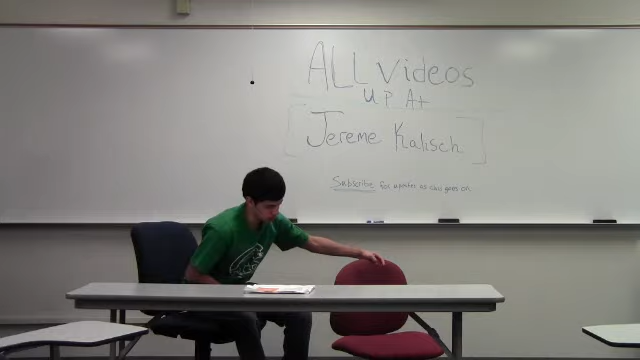 ALL videos
UP At
Jereme Kalisch
Subscribe for updates as class goes on.